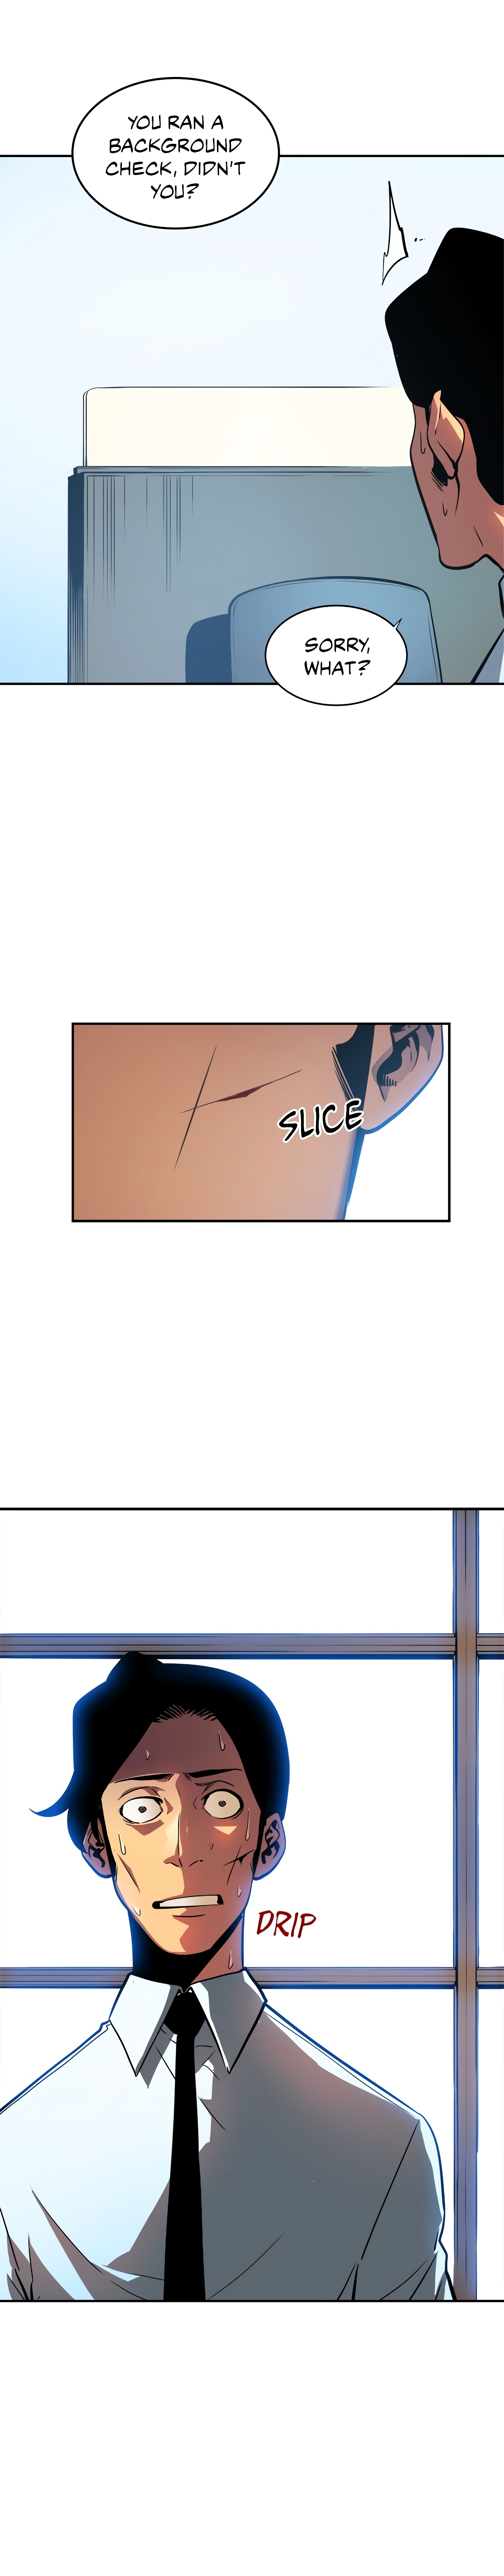 YOU RAN A
BACKGROUND
CHECK, DIDN'T
YOU?
SORRY,
WHAT?
SLICE
DRIP